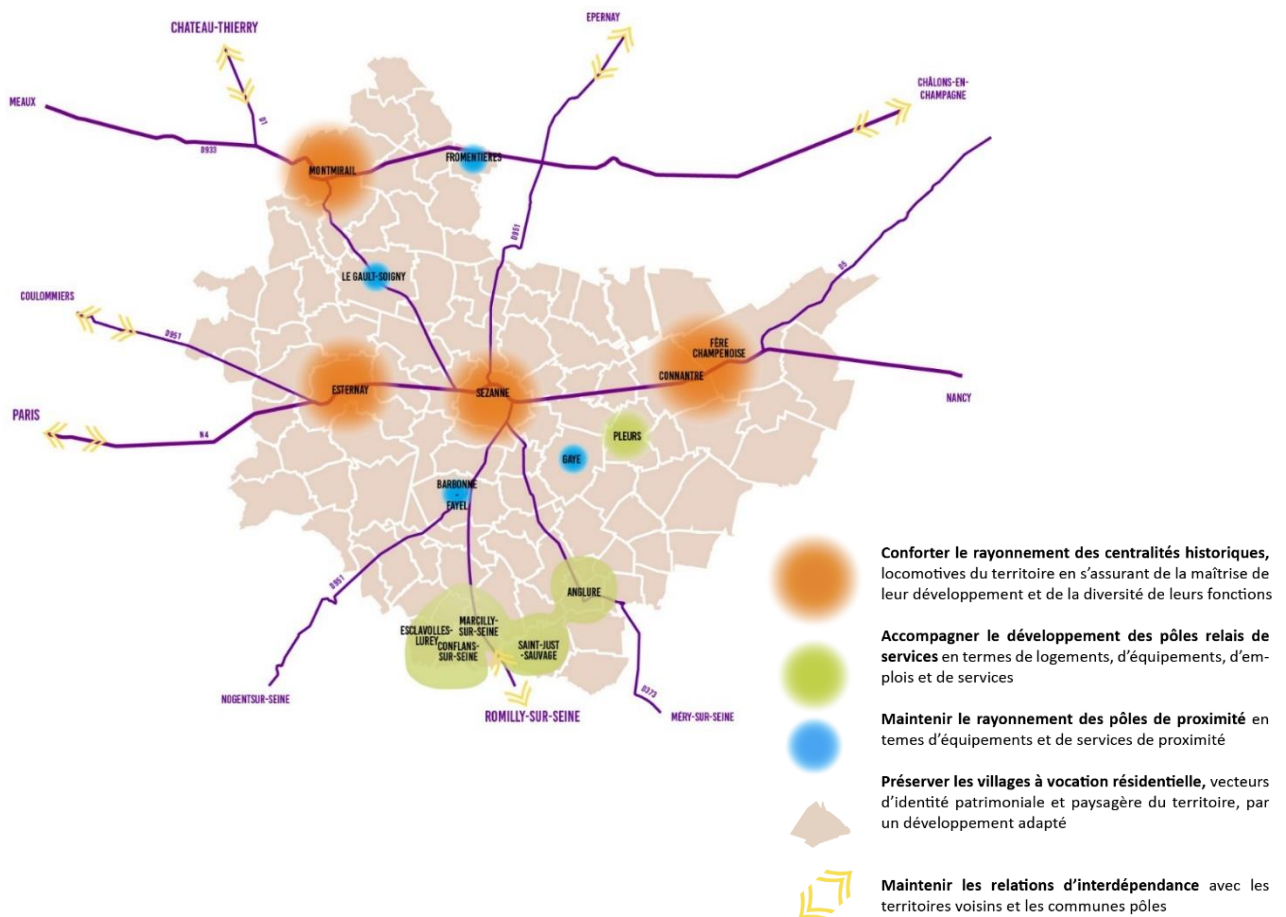 CHATEAU-THIERRY
EPERNAY
CHÂLONS-EN-
CHAMPAGNE
MEAUX
D1
D933
MONTMIRAIL
FROMENTIÈRES
D951
LE GAULT-SOIGNY
D5
COULOMMIERS
D951
FÈRE
CHAMPENOISE
CONNANTRE
ESTERNAY
SEZANNE
NANCY
PARIS
N4
PLEURS
GAYE
BARBONNE
-
FAYEL
D951
ANGLURE
MARCILLY-
SUR-SEINE
ESCLAVOLLES-
LUREY
CONFLANS-
SUR-SEINE
SAINT-JUST
-SAUVAGE
NOGENTSUR-SEINE
ROMILLY-SUR-SEINE
D373
MÉRY-SUR-SEINE
Conforter le rayonnement des centralités historiques,
locomotives du territoire en s’assurant de la maîtrise de
leur développement et de la diversité de leurs fonctions
Accompagner le développement des pôles relais de
services en termes de logements, d’équipements, d’em-
plois et de services
Maintenir le rayonnement des pôles de proximité en
temes d’équipements et de services de proximité
Préserver les villages à vocation résidentielle, vecteurs
d’identité patrimoniale et paysagère du territoire, par
un développement adapté
Maintenir les relations d’interdépendance avec les
territoires voisins et les communes pôles